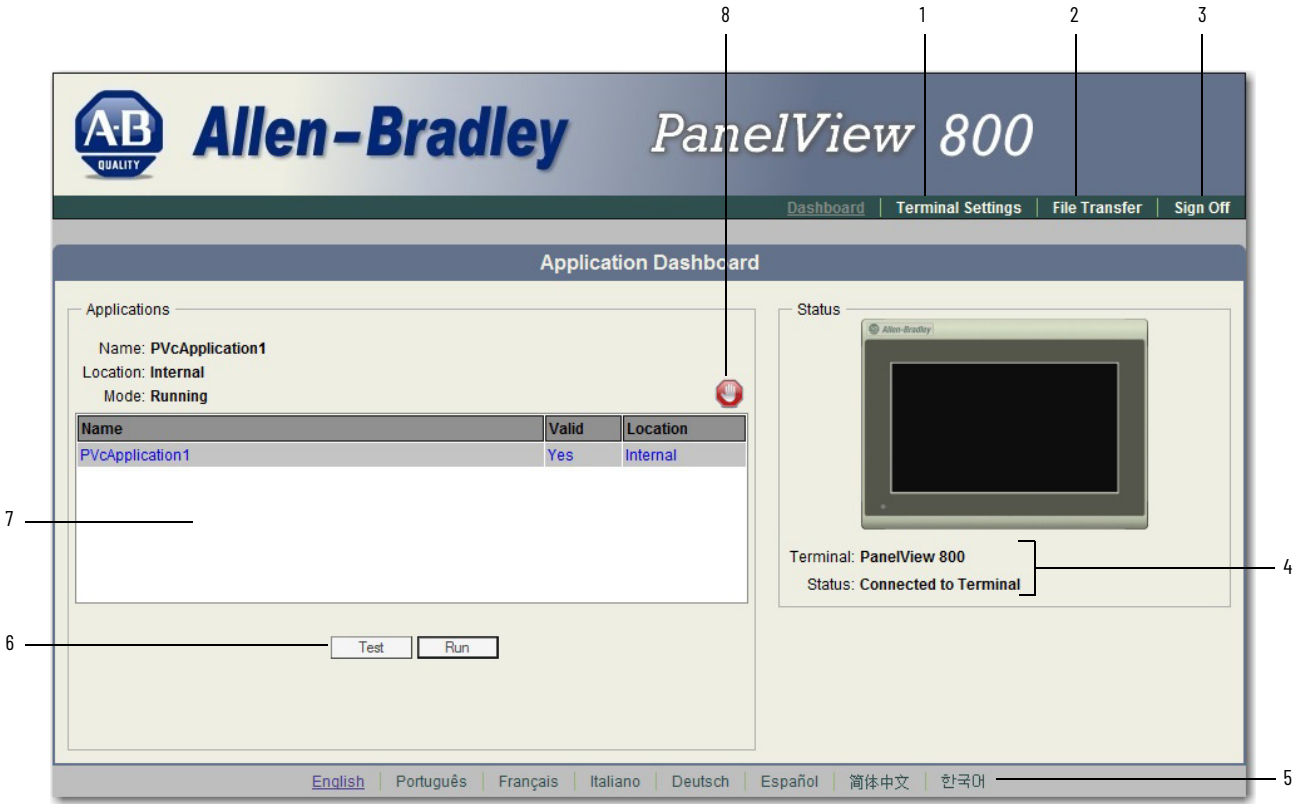 8 1 2 3
A·B QUALITY
Allen-Bradley PanelView 800
Dashboard Terminal Settings File Transfer Sign Off
Application Dashboard
Applications
Name: PVcApplication1
Location: Internal
Mode: Running
Name Valid Location
PVcApplication1 Yes Internal
7
Test Run
6
Status
Allen-Bradley
Terminal: PanelView 800
Status: Connected to Terminal
4
English Português Français Italiano Deutsch Español 简体中文 한국어
5